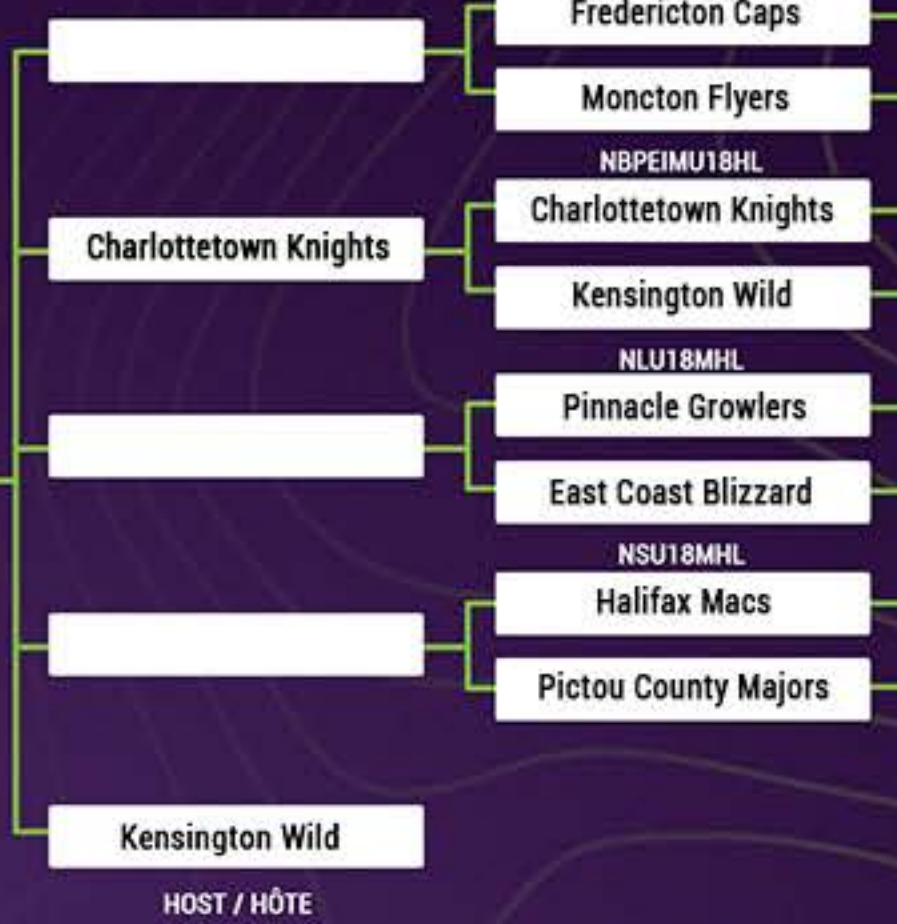 Fredericton Caps
Moncton Flyers
NBPEIMU18HL
Charlottetown Knights
Charlottetown Knights
Kensington Wild
NLU18MHL
Pinnacle Growlers
East Coast Blizzard
NSU18MHL
Halifax Macs
Pictou County Majors
Kensington Wild
HOST / HÔTE